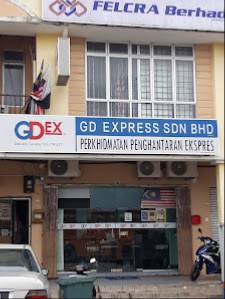 FELCRA Berhad
GDEX
GD EXPRESS SDN BHD
PERKHIDMATAN PENGHANTARAN EKSPRES